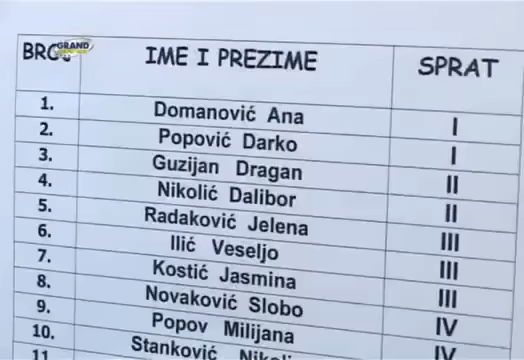 GRAND
IME I PREZIME SPRAT
1. Domanović Ana I
2. Popović Darko I
3. Guzijan Dragan II
4. Nikolić Dalibor II
5. Radaković Jelena III
6. Ilić Veseljo III
7. Kostić Jasmina III
8. Novaković Slobo IV
9. Popov Milijana IV
10. Stanković
11